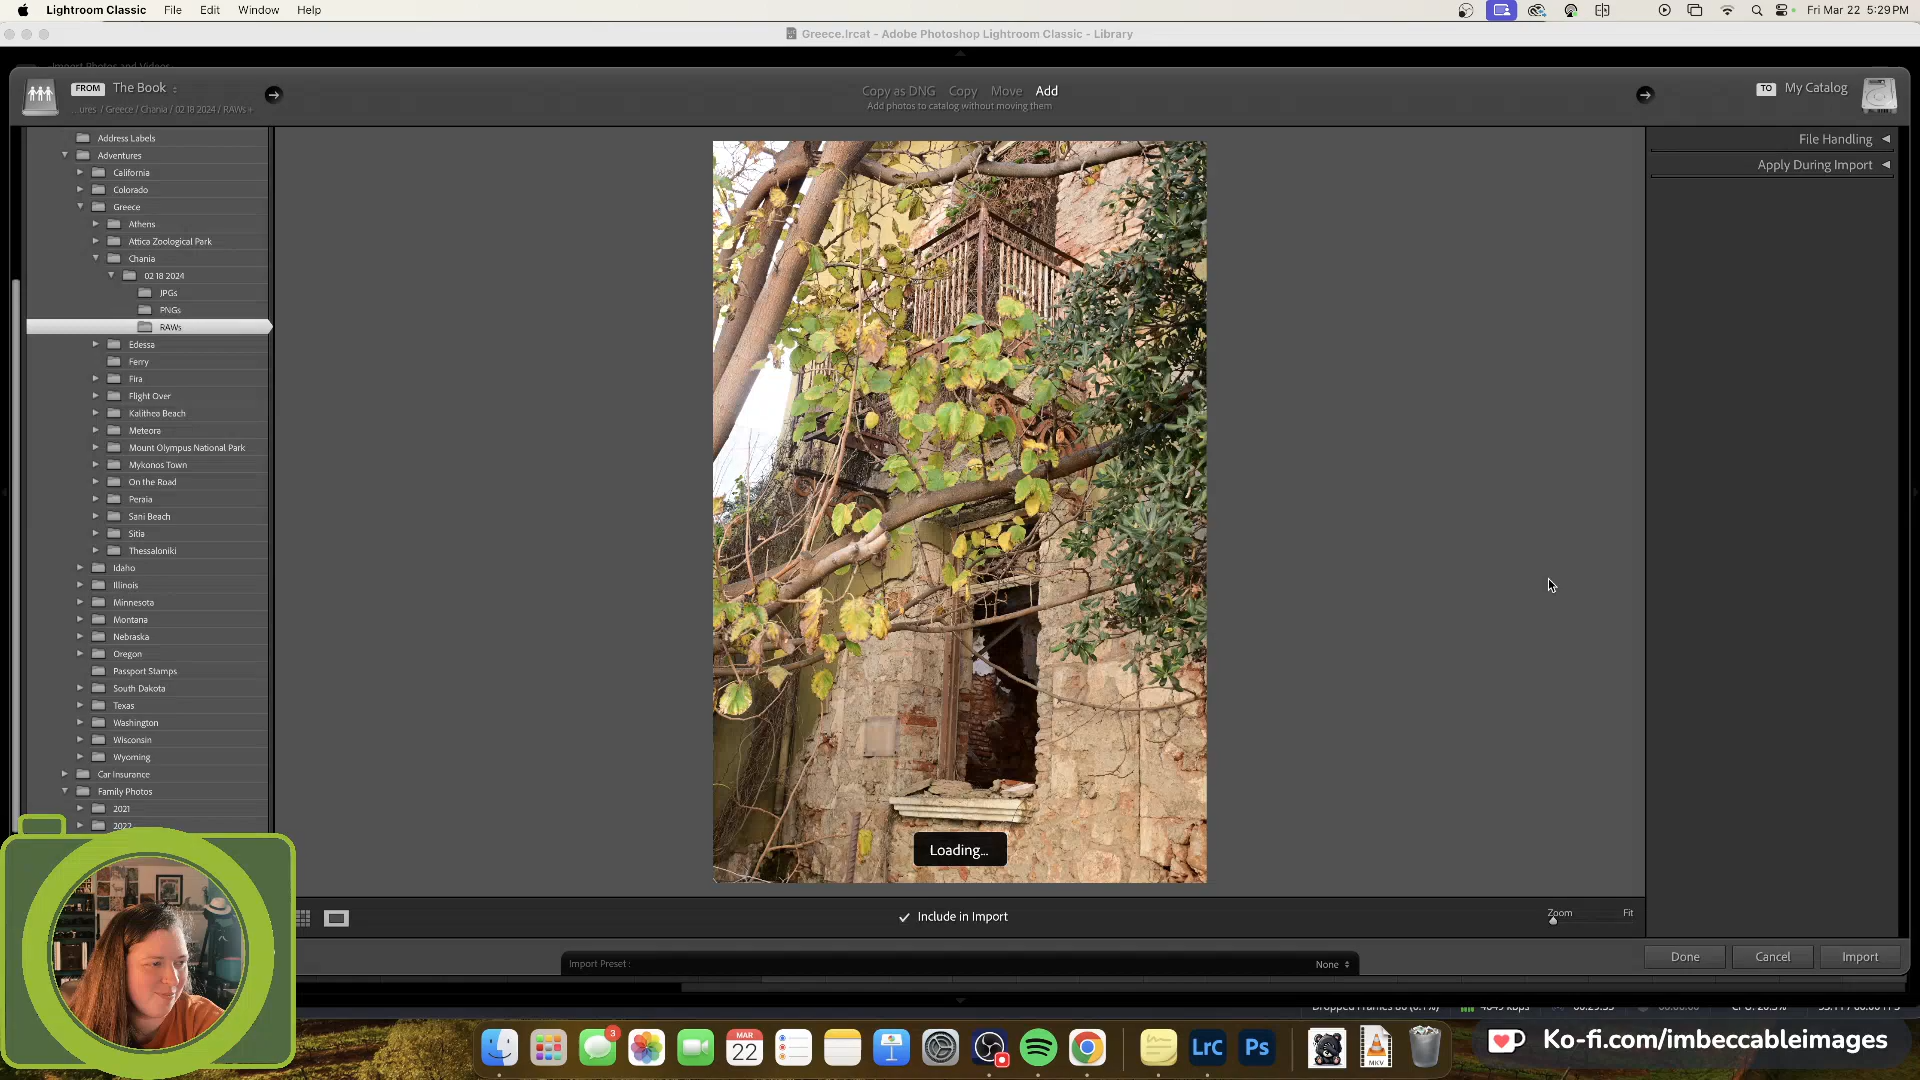 Lightroom Classic File Edit Window Help
Fri Mar 22 5:29 PM
Greece.lrcat - Adobe Photoshop Lightroom Classic - Library
FROM The Book
/ Greece / Chania / 02 18 2024 / RAWs
Copy as DNG Copy Move Add
Add photos to catalog without moving them
TO My Catalog
File Handling
Apply During Import
Address Labels
Adventures
California
Colorado
Greece
Athens
Attica Zoological Park
Chania
02 18 2024
JPGs
PNGs
RAWs
Edessa
Ferry
Fira
Flight Over
Kalithea Beach
Meteora
Mount Olympus National Park
Mykonos Town
On the Road
Peraia
Sani Beach
Sitia
Thessaloniki
Idaho
Illinois
Minnesota
Montana
Nebraska
Oregon
Passport Stamps
South Dakota
Texas
Washington
Wisconsin
Wyoming
Car Insurance
Family Photos
2021
2022
Loading...
Include in Import
Zoom Fit
Import Preset : None
Done Cancel Import
3
MAR
22
LrC
Ps
MKV
Ko-fi.com/imbeccableimages